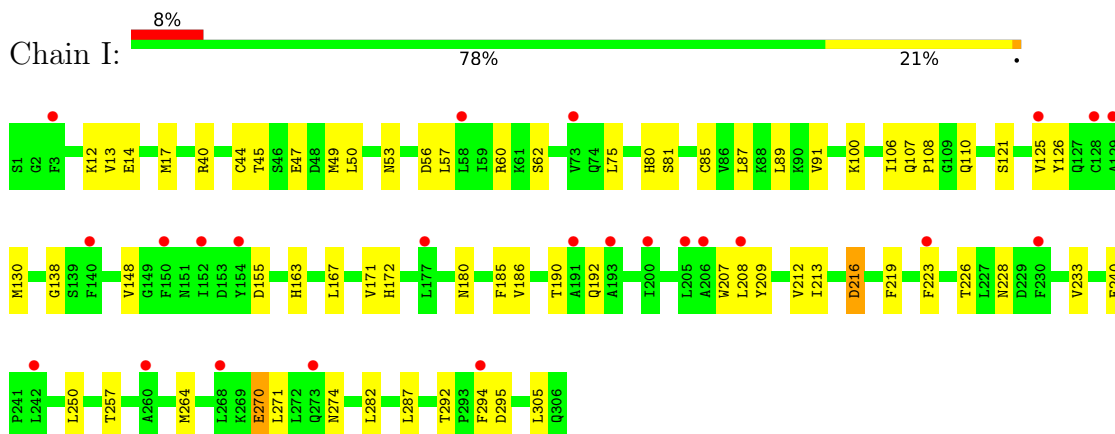 8%
Chain I:
78% 21% •
S1 G2 F3 K12 V13 E14 M17 R40 C44 T45 S46 E47 D48 M49 L50 N53 D56 L57 L58 I59 R60 K61 S62 V73 Q74 L75 H80 S81 C85 V86 L87 K88 L89 K90 V91 K100 I106 Q107 P108 G109 Q110 S121 V125 Y126 Q127 C128 A129
M130 G138 S139 F140 V148 G149 F150 N151 I152 D153 Y154 D155 H163 L167 V171 H172 L177 N180 F185 V186 T190 A191 Q192 A193 I200 L205 A206 W207 L208 Y209 V212 I213 D216 F219 F223 T226 L227 N228 D229 F230 V233 E240
P241 L242 L250 T257 A260 M264 L268 K269 E270 L271 L272 Q273 N274 L282 L287 T292 P293 F294 D295 L305 Q306